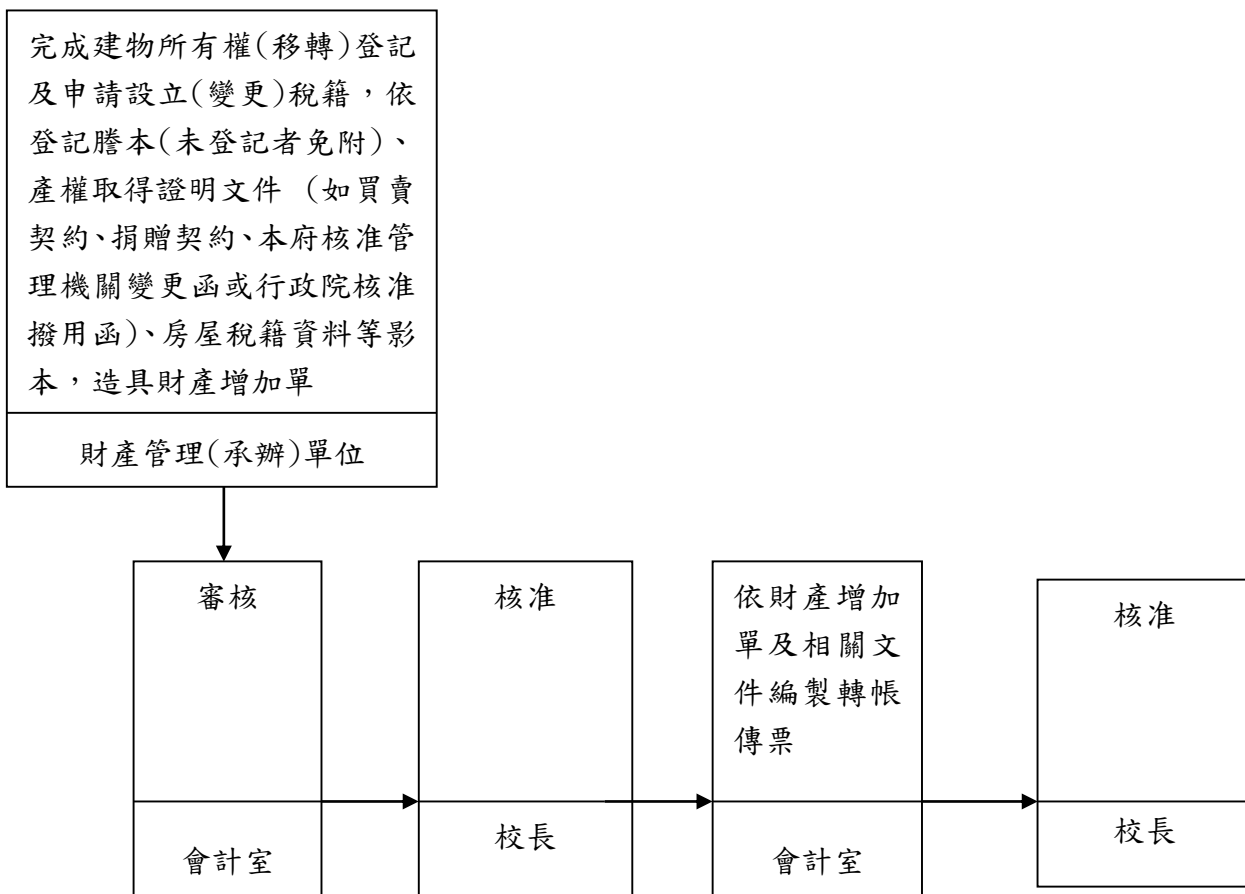 完成建物所有權(移轉)登記
及申請設立(變更)稅籍，依
登記謄本(未登記者免附)、
產權取得證明文件 (如買賣
契約、捐贈契約、本府核准管
理機關變更函或行政院核准
撥用函)、房屋稅籍資料等影
本，造具財產增加單
財產管理(承辦)單位
審核
會計室
核准
校長
依財產增加
單及相關文
件編製轉帳
傳票
會計室
核准
校長